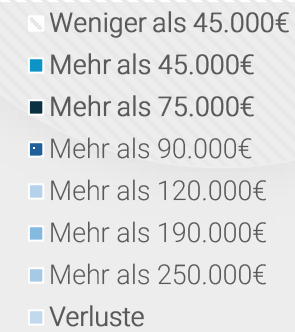 Weniger als 45.000€
Mehr als 45.000€
Mehr als 75.000€
Mehr als 90.000€
Mehr als 120.000€
Mehr als 190.000€
Mehr als 250.000€
Verluste